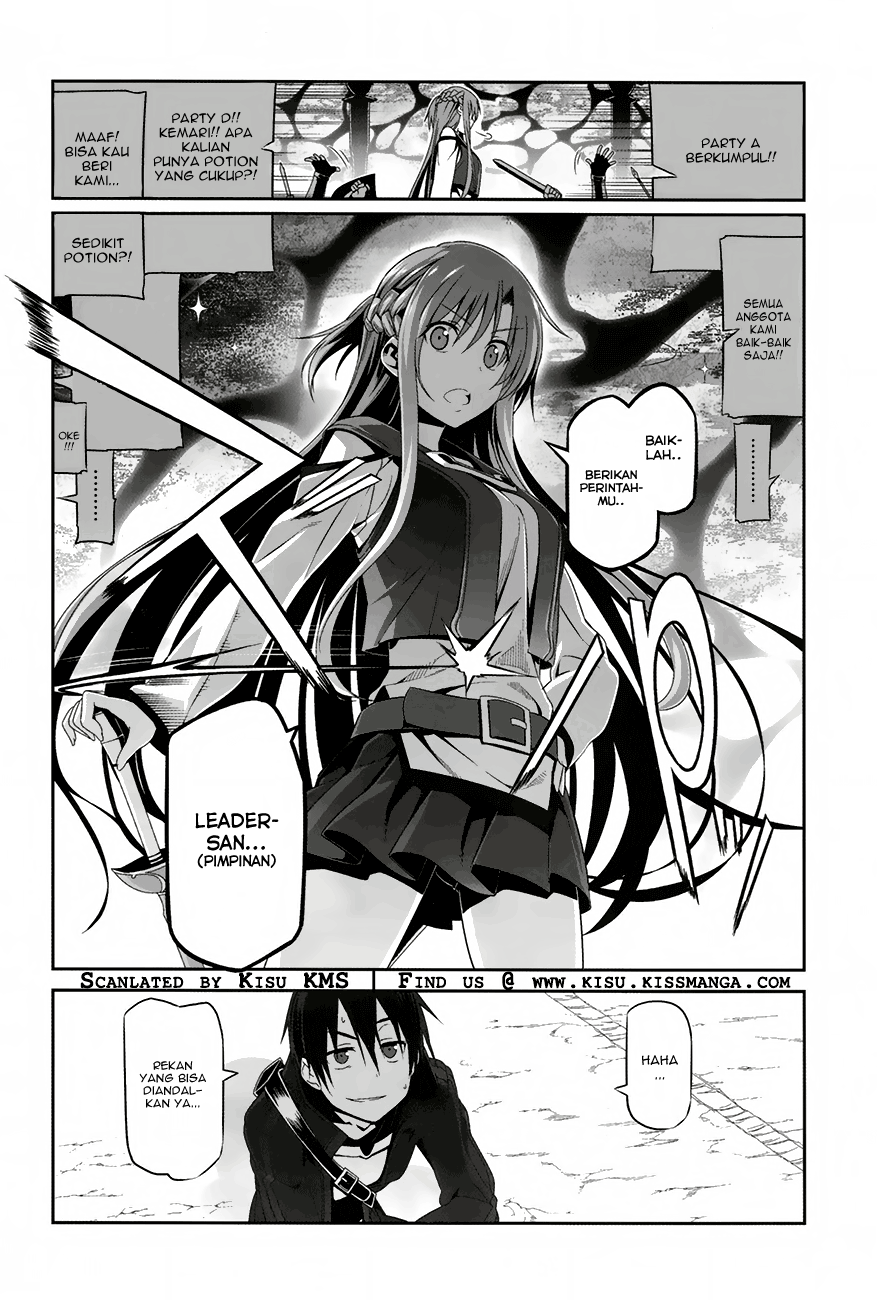 PARTY A
BERKUMPUL!!
PARTY D!!
KEMARI!! APA
KALIAN
PUNYA POTION
YANG CUKUP?!
MAAF!
BISA KAU
BERI
KAMI...
SEDIKIT
POTION?!
SEMUA
ANGGOTA
KAMI
BAIK-BAIK
SAJA!!
OKE
!!!
BAIK-
LAH..
BERIKAN
PERINTAH-
MU..
LEADER-
SAN...
(PIMPINAN)
SCANLATED BY KISU KMS | FIND US @ WWW.KISU.KISSMANGA.COM
HAHA
...
REKAN
YANG BISA
DIANDAL-
KAN YA...